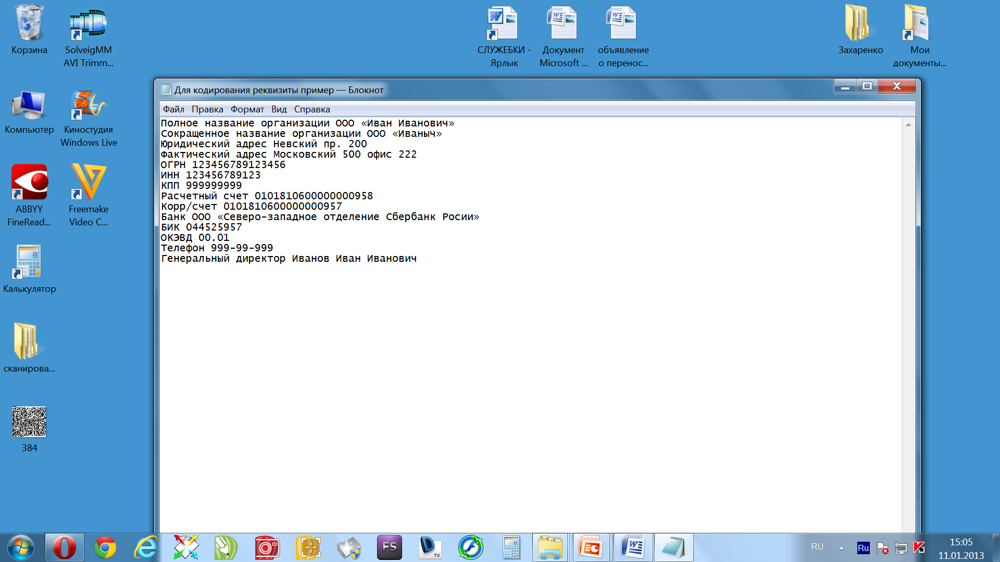 Корзина
SolveigMM
AVI Trimm...
СЛУЖЕБКИ -
Ярлык
Документ
Microsoft ...
объявление
о перенос...
Захаренко
Мои
документы...
Компьютер
Киностудия
Windows Live
ABBYY
FineRead...
Freemake
Video C...
Калькулятор
сканирова...
384
Для кодирования реквизиты пример — Блокнот
Файл Правка Формат Вид Справка
Полное название организации ООО «Иван Иванович»
Сокращенное название организации ООО «Иваныч»
Юридический адрес Невский пр. 200
Фактический адрес Московский 500 офис 222
ОГРН 123456789123456
ИНН 123456789123
КПП 999999999
Расчетный счет 0101810600000000958
Корр/счет 0101810600000000957
Банк ООО «Северо-западное отделение Сбербанк Росии»
БИК 044525957
ОКЭВД 00.01
Телефон 999-99-999
Генеральный директор Иванов Иван Иванович
FS
TV
RU
Ru
15:05
11.01.2013